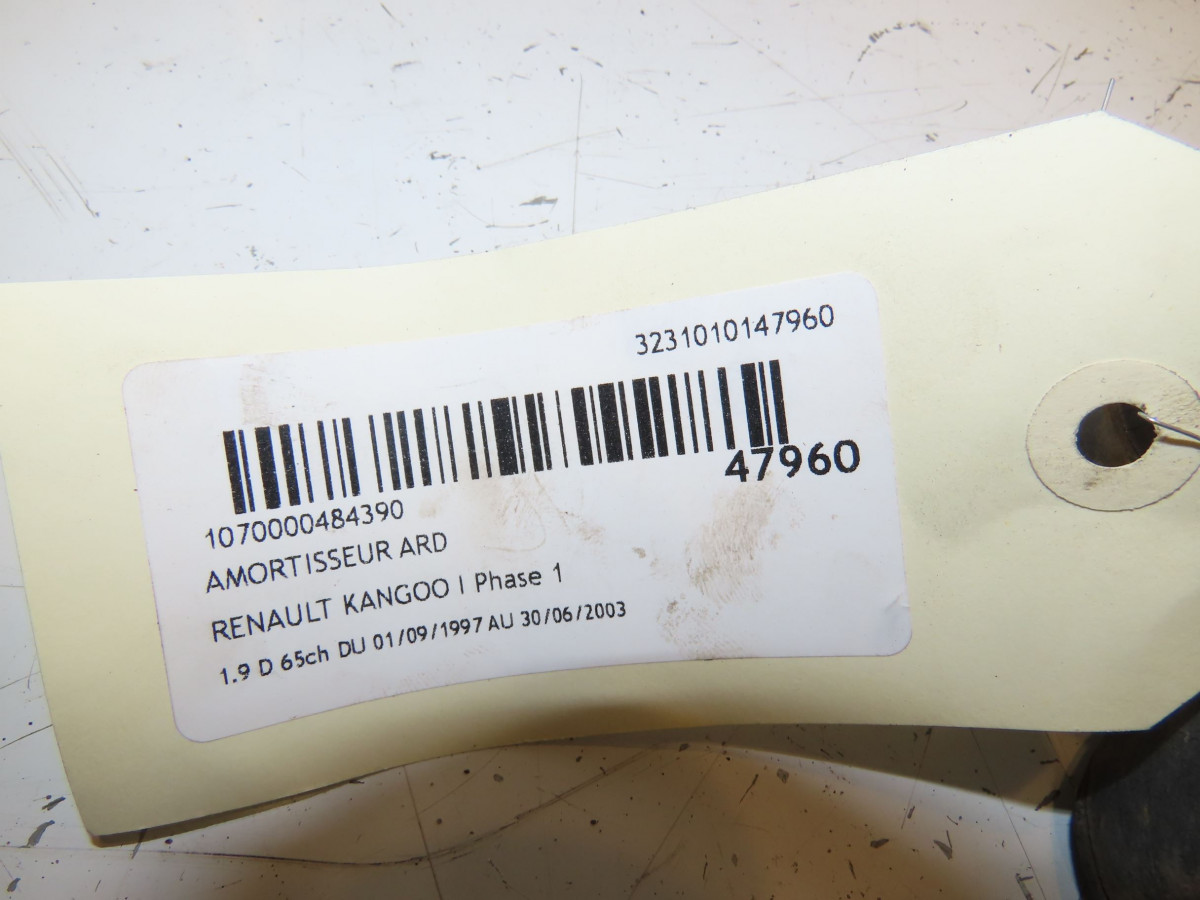 3231010147960
47960
1070000484390
AMORTISSEUR ARD
RENAULT KANGOO I Phase 1
1.9 D 65ch DU 01/09/1997 AU 30/06/2003